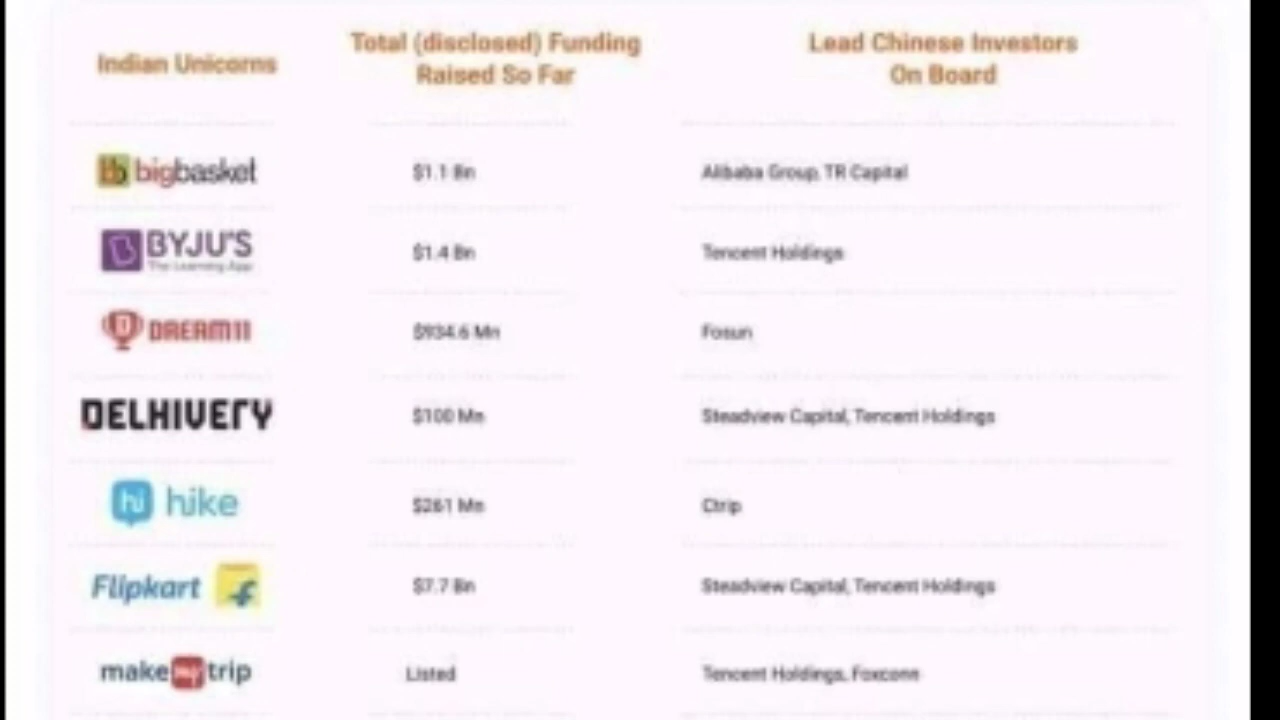 Indian Unicorns
Total (disclosed) Funding
Raised So Far
Lead Chinese Investors
On Board
bb bigbasket
$1.1 Bn
Alibaba Group, TR Capital
BYJU'S
The Learning App
$1.4 Bn
Tencent Holdings
DREAM11
$934.6 Mn
Fosun
DELHIVERY
$100 Mn
Steadview Capital, Tencent Holdings
hi hike
$261 Mn
Ctrip
Flipkart
$7.7 Bn
Steadview Capital, Tencent Holdings
make my trip
Listed
Tencent Holdings, Foxconn